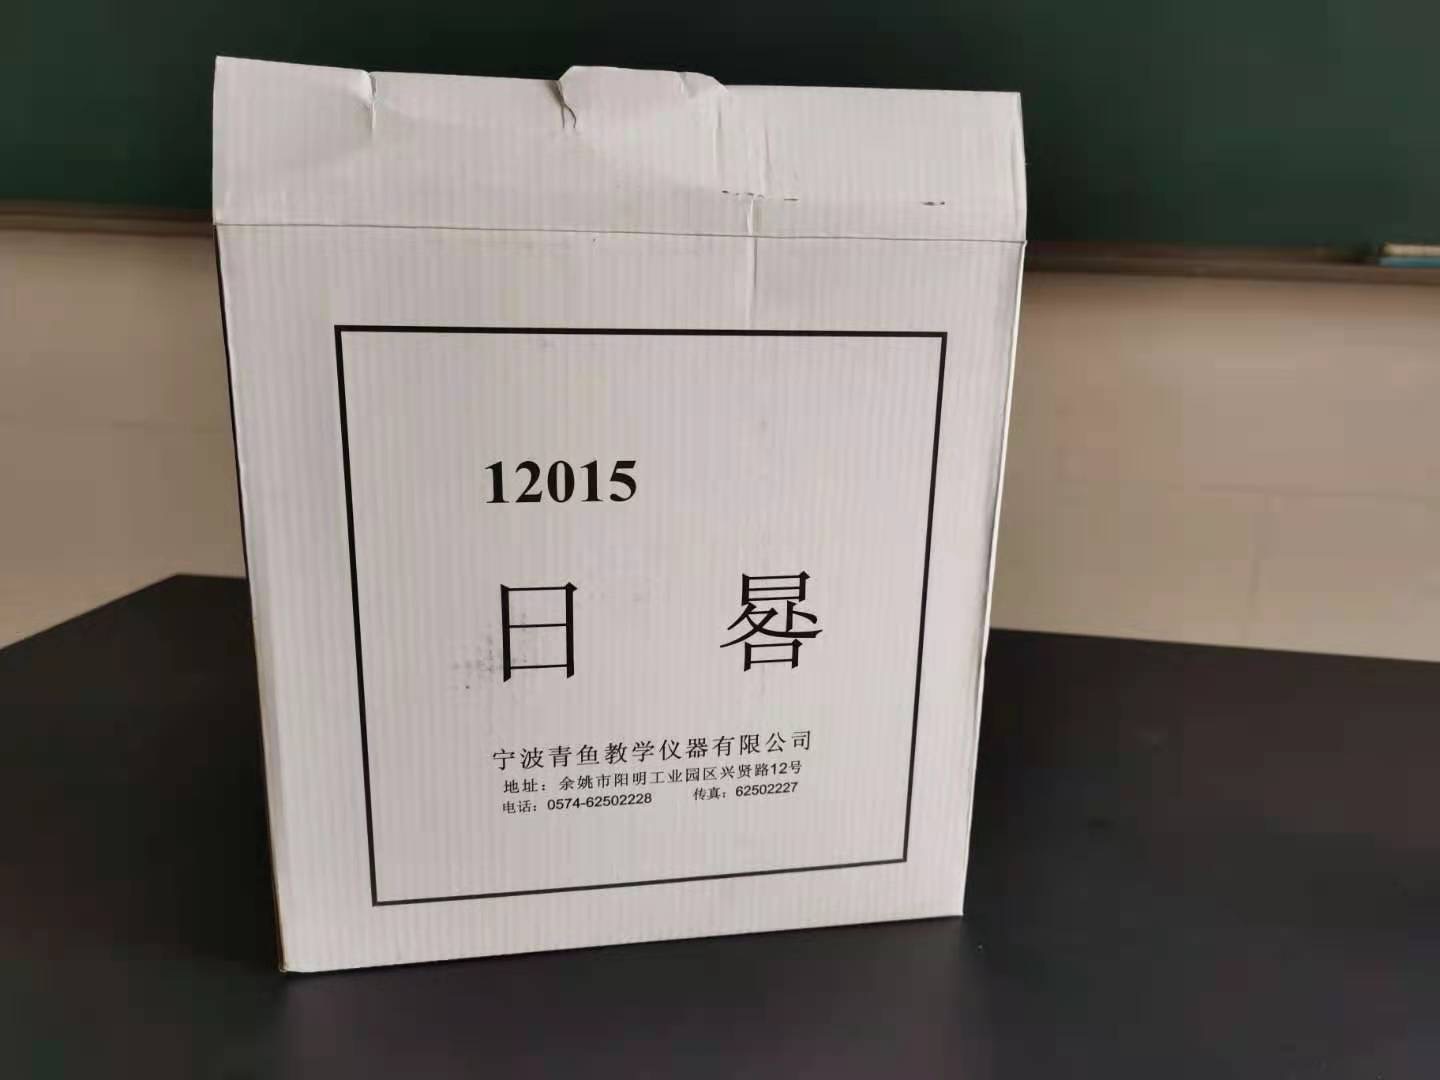 12015
日 晷
宁波青鱼教学仪器有限公司
地址：余姚市阳明工业园区兴贤路12号
电话：0574-62502228 传真：62502227